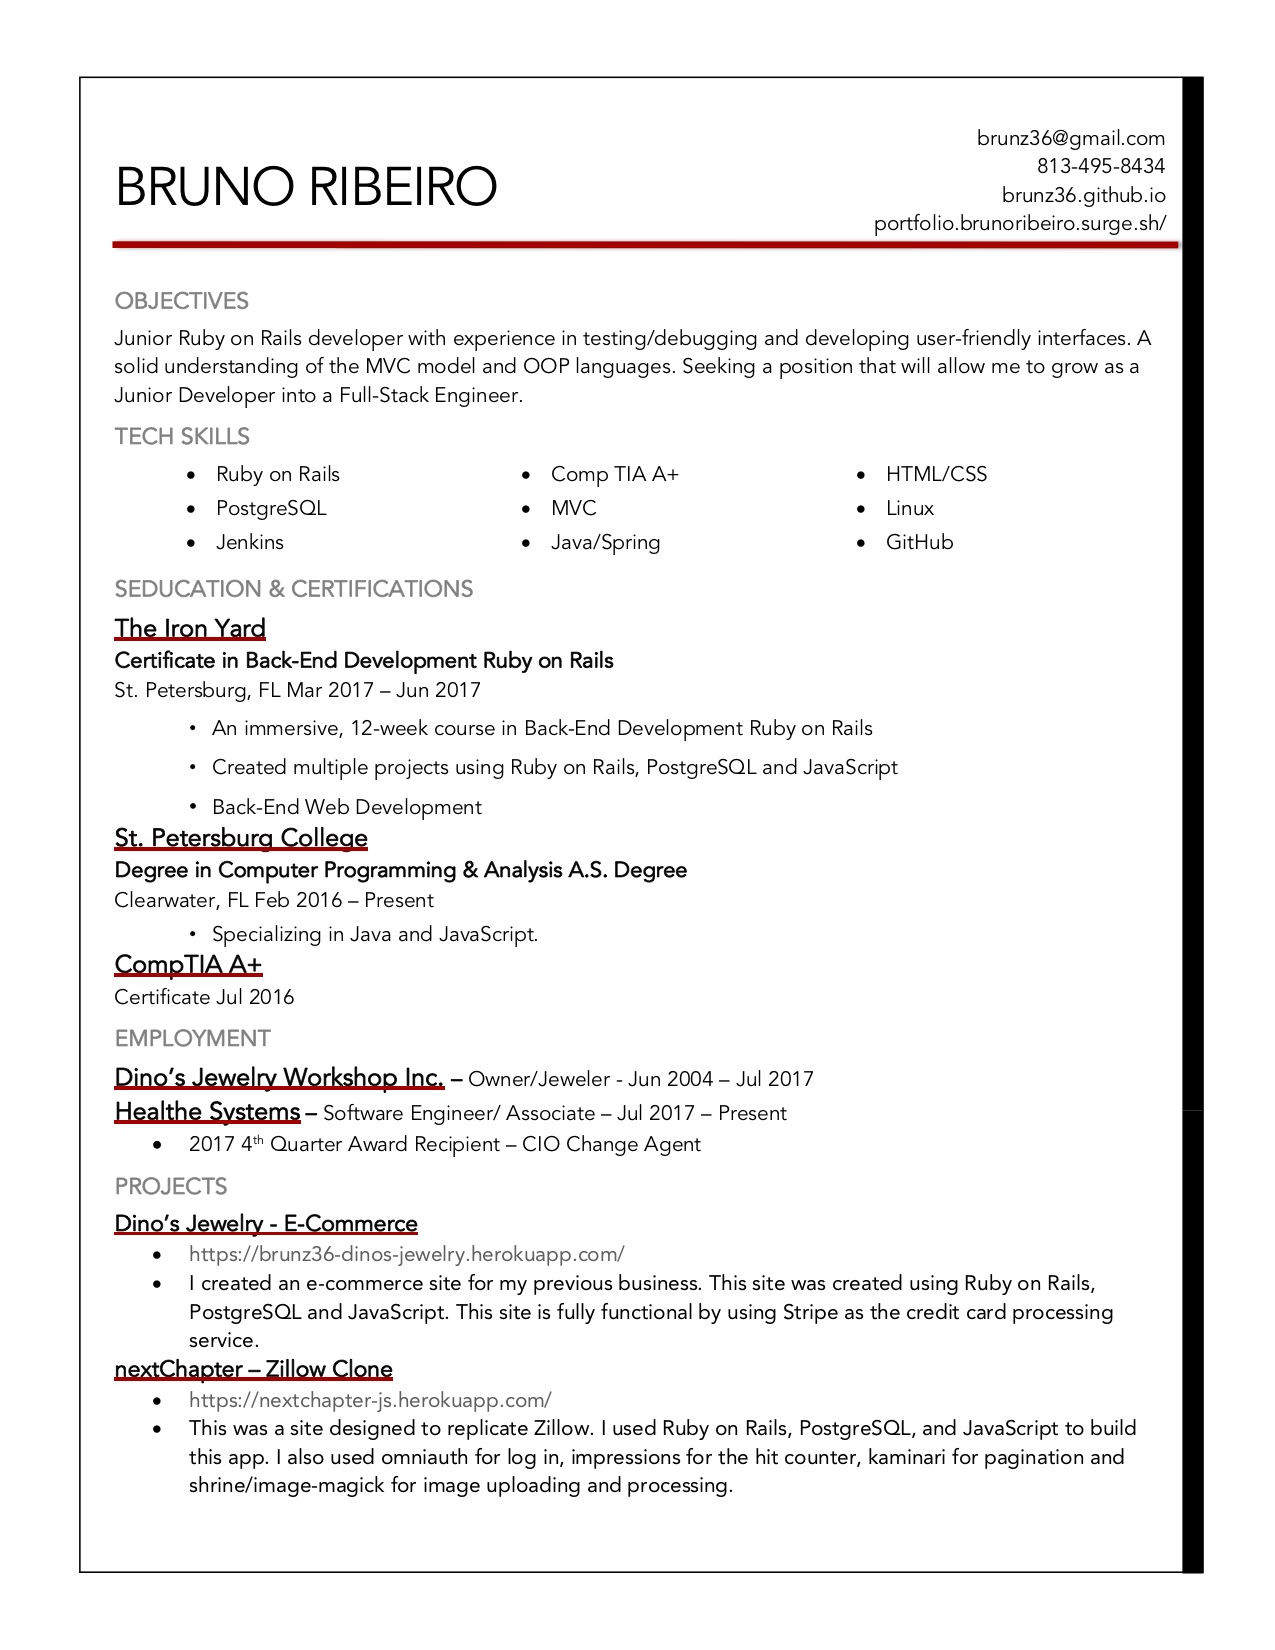 BRUNO RIBEIRO
brunz36@gmail.com
813-495-8434
brunz36.github.io
portfolio.brunoribeiro.surge.sh/
OBJECTIVES
Junior Ruby on Rails developer with experience in testing/debugging and developing user-friendly interfaces. A
solid understanding of the MVC model and OOP languages. Seeking a position that will allow me to grow as a
Junior Developer into a Full-Stack Engineer.
TECH SKILLS
• Ruby on Rails
• PostgreSQL
• Jenkins
• Comp TIA A+
• MVC
• Java/Spring
• HTML/CSS
• Linux
• GitHub
SEDUCATION & CERTIFICATIONS
The Iron Yard
Certificate in Back-End Development Ruby on Rails
St. Petersburg, FL Mar 2017 – Jun 2017
• An immersive, 12-week course in Back-End Development Ruby on Rails
• Created multiple projects using Ruby on Rails, PostgreSQL and JavaScript
• Back-End Web Development
St. Petersburg College
Degree in Computer Programming & Analysis A.S. Degree
Clearwater, FL Feb 2016 – Present
• Specializing in Java and JavaScript.
CompTIA A+
Certificate Jul 2016
EMPLOYMENT
Dino’s Jewelry Workshop Inc. – Owner/Jeweler - Jun 2004 – Jul 2017
Healthe Systems – Software Engineer/ Associate – Jul 2017 – Present
• 2017 4th Quarter Award Recipient – CIO Change Agent
PROJECTS
Dino’s Jewelry - E-Commerce
• https://brunz36-dinos-jewelry.herokuapp.com/
• I created an e-commerce site for my previous business. This site was created using Ruby on Rails,
PostgreSQL and JavaScript. This site is fully functional by using Stripe as the credit card processing
service.
nextChapter – Zillow Clone
• https://nextchapter-js.herokuapp.com/
• This was a site designed to replicate Zillow. I used Ruby on Rails, PostgreSQL, and JavaScript to build
this app. I also used omniauth for log in, impressions for the hit counter, kaminari for pagination and
shrine/image-magick for image uploading and processing.